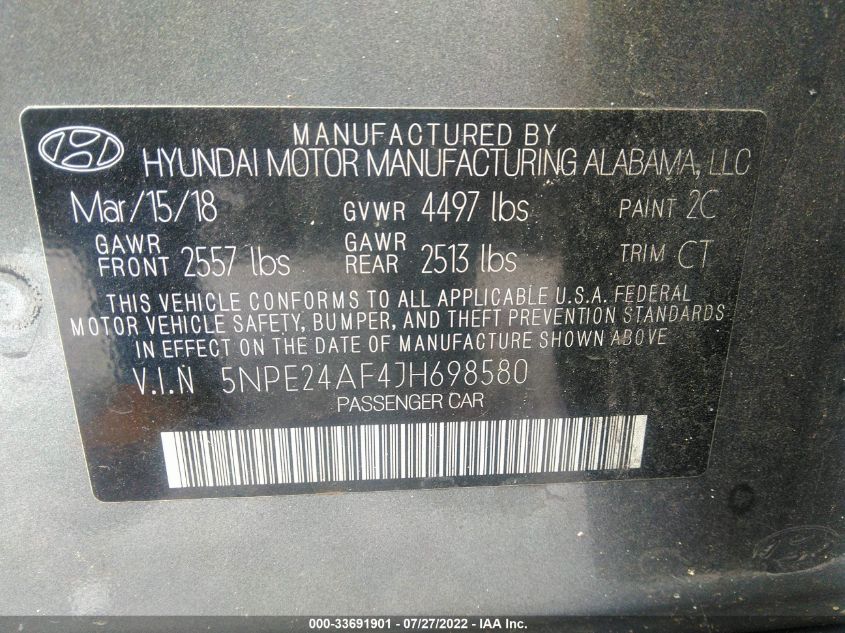 MANUFACTURED BY
HYUNDAI MOTOR MANUFACTURING ALABAMA, LLC
Mar/15/18 GVWR 4497 lbs PAINT 2C
GAWR FRONT 2557 lbs GAWR REAR 2513 lbs TRIM CT
THIS VEHICLE CONFORMS TO ALL APPLICABLE U.S.A. FEDERAL
MOTOR VEHICLE SAFETY, BUMPER, AND THEFT PREVENTION STANDARDS
IN EFFECT ON THE DATE OF MANUFACTURE SHOWN ABOVE
V.I.N 5NPE24AF4JH698580
PASSENGER CAR
000-33691901 - 07/27/2022 - IAA Inc.